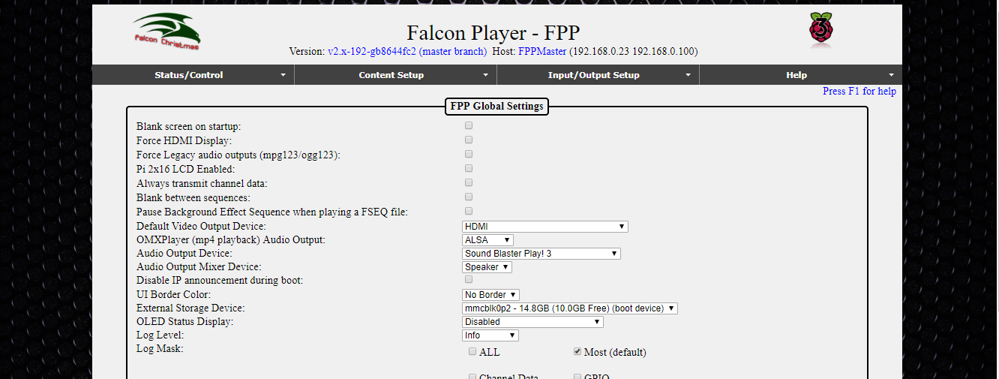 Falcon Christmas
3
Falcon Player - FPP
Version: v2.x-192-gb8644fc2 (master branch) Host: FPPMaster (192.168.0.23 192.168.0.100)
Status/Control Content Setup Input/Output Setup Help
Press F1 for help
FPP Global Settings
Blank screen on startup:
Force HDMI Display:
Force Legacy audio outputs (mpg123/ogg123):
Pi 2x16 LCD Enabled:
Always transmit channel data:
Blank between sequences:
Pause Background Effect Sequence when playing a FSEQ file:
Default Video Output Device: HDMI
OMXPlayer (mp4 playback) Audio Output: ALSA
Audio Output Device: Sound Blaster Play! 3
Audio Output Mixer Device: Speaker
Disable IP announcement during boot:
UI Border Color: No Border
External Storage Device: mmcblk0p2 - 14.8GB (10.0GB Free) (boot device)
OLED Status Display: Disabled
Log Level: Info
Log Mask: ALL Most (default)
Channel Data GPIO